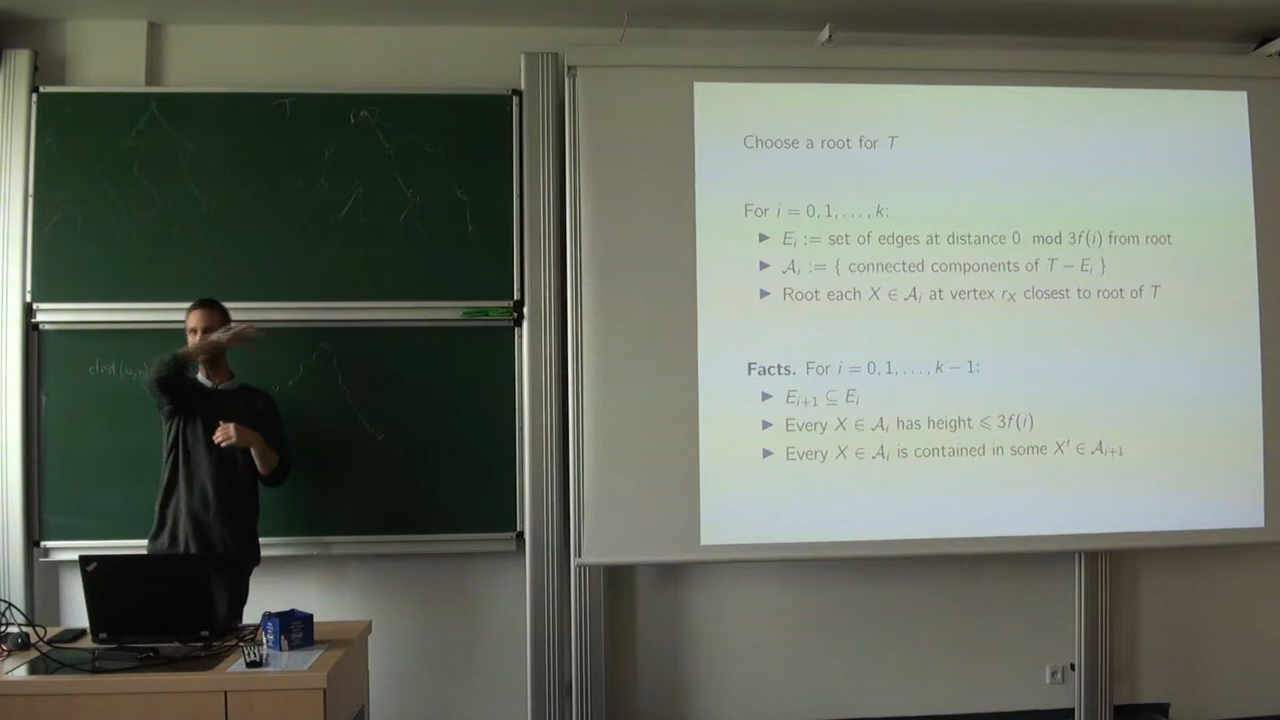 T
dist(u,v)
Choose a root for T
For i = 0, 1, . . . , k:
▶ E_i := set of edges at distance 0 mod 3f(i) from root
▶ 𝒜_i := { connected components of T − E_i }
▶ Root each X ∈ 𝒜_i at vertex r_X closest to root of T
Facts. For i = 0, 1, . . . , k − 1:
▶ E_{i+1} ⊆ E_i
▶ Every X ∈ 𝒜_i has height ⩽ 3f(i)
▶ Every X ∈ 𝒜_i is contained in some X′ ∈ 𝒜_{i+1}